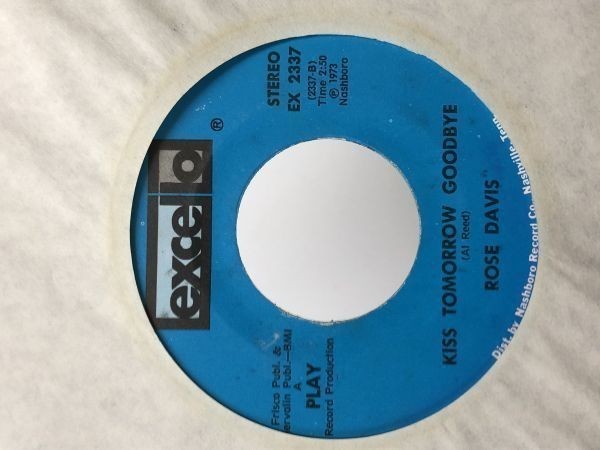 excello
®
Frisco Publ. &
ervalin Publ.—BMI
A
PLAY
Record Production
STEREO
EX 2337
(2337-B)
Time 2:50
℗ 1973
Nashboro
KISS TOMORROW GOODBYE
(Al Reed)
ROSE DAVIS
Dist. by Nashboro Record Co. Nashville, Tenn